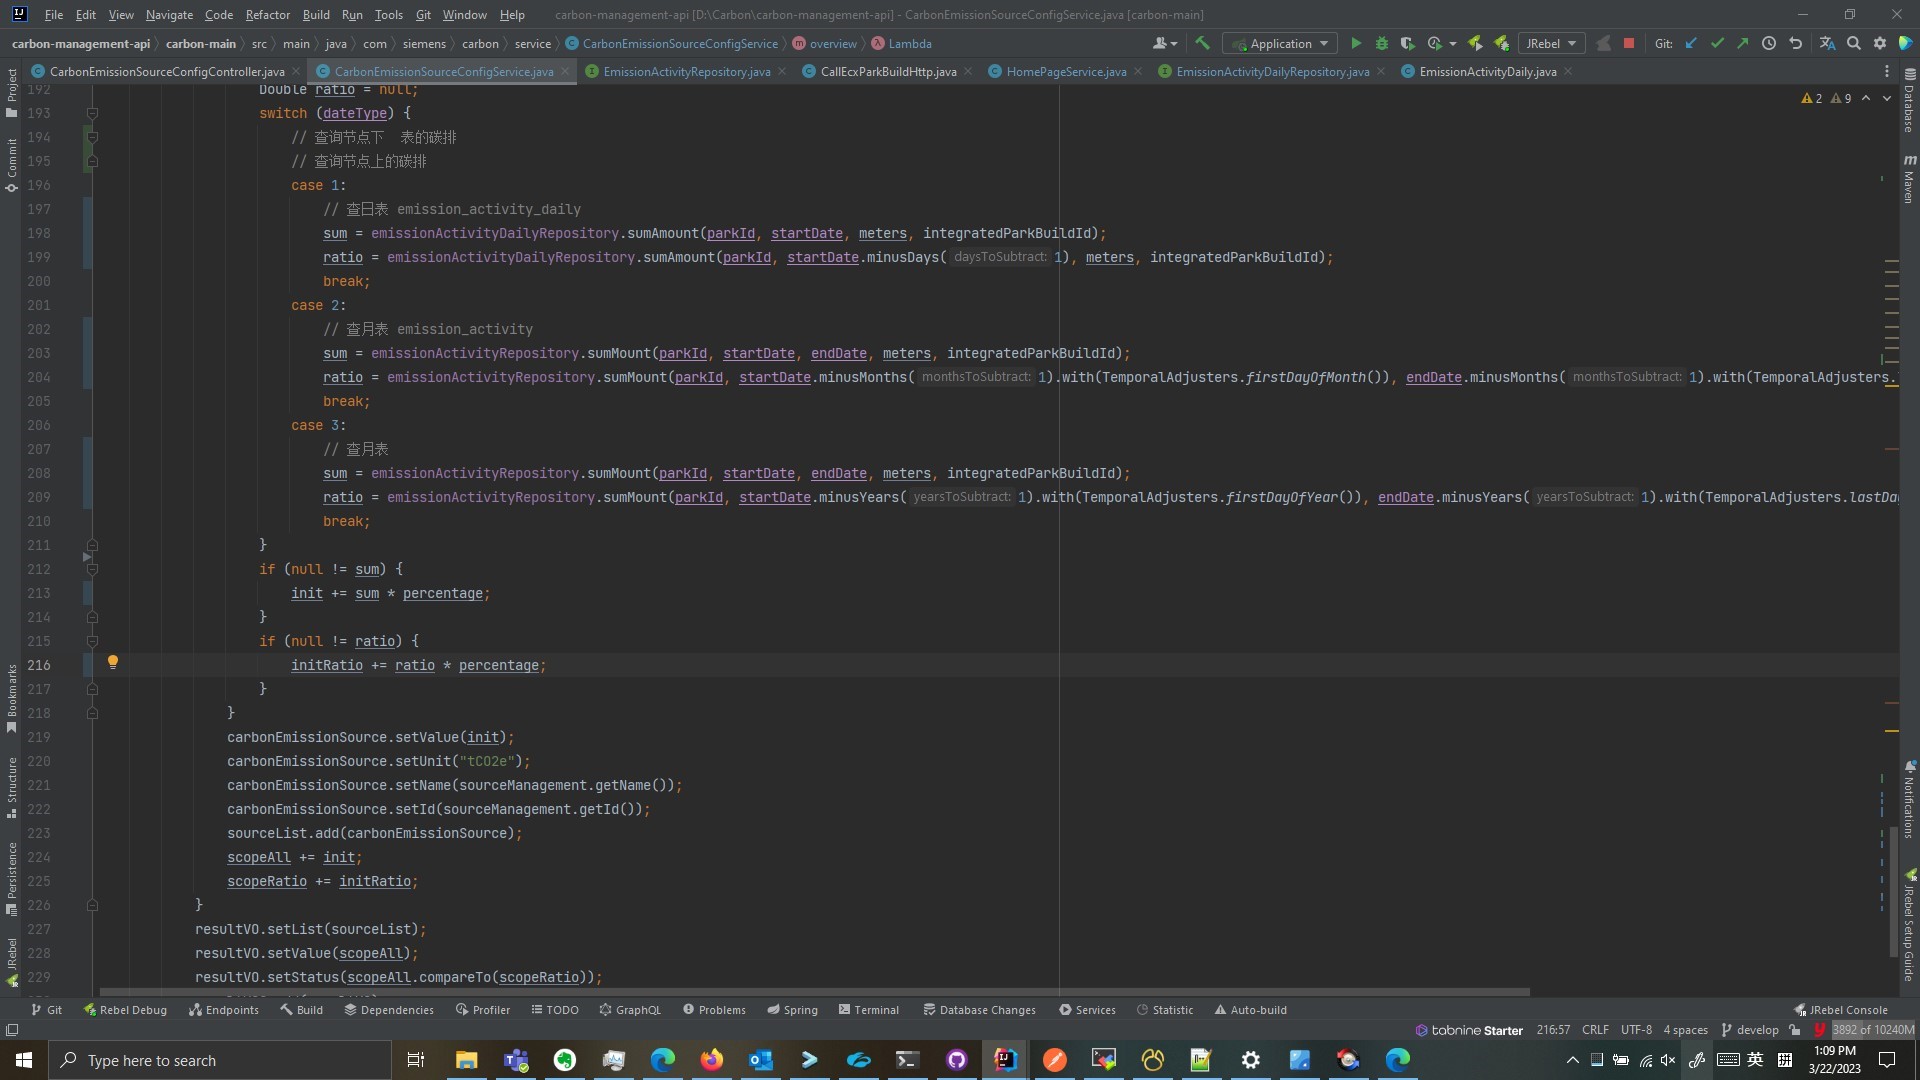 File Edit View Navigate Code Refactor Build Run Tools Git Window Help carbon-management-api [D:\Carbon\carbon-management-api] - CarbonEmissionSourceConfigService.java [carbon-main]
carbon-management-api carbon-main src main java com siemens carbon service CarbonEmissionSourceConfigService overview Lambda Application JRebel Git:
CarbonEmissionSourceConfigController.java CarbonEmissionSourceConfigService.java EmissionActivityRepository.java CallEcxParkBuildHttp.java HomePageService.java EmissionActivityDailyRepository.java EmissionActivityDaily.java
Project
Commit
Bookmarks
Structure
Persistence
JRebel
2 9
192 Double ratio = null;
193 switch (dateType) {
194 // 查询节点下 表的碳排
195 // 查询节点上的碳排
196 case 1:
197 // 查日表 emission_activity_daily
198 sum = emissionActivityDailyRepository.sumAmount(parkId, startDate, meters, integratedParkBuildId);
199 ratio = emissionActivityDailyRepository.sumAmount(parkId, startDate.minusDays( daysToSubtract: 1), meters, integratedParkBuildId);
200 break;
201 case 2:
202 // 查月表 emission_activity
203 sum = emissionActivityRepository.sumMount(parkId, startDate, endDate, meters, integratedParkBuildId);
204 ratio = emissionActivityRepository.sumMount(parkId, startDate.minusMonths( monthsToSubtract: 1).with(TemporalAdjusters.firstDayOfMonth()), endDate.minusMonths( monthsToSubtract: 1).with(TemporalAdjusters.
205 break;
206 case 3:
207 // 查月表
208 sum = emissionActivityRepository.sumMount(parkId, startDate, endDate, meters, integratedParkBuildId);
209 ratio = emissionActivityRepository.sumMount(parkId, startDate.minusYears( yearsToSubtract: 1).with(TemporalAdjusters.firstDayOfYear()), endDate.minusYears( yearsToSubtract: 1).with(TemporalAdjusters.lastDa
210 break;
211 }
212 if (null != sum) {
213 init += sum * percentage;
214 }
215 if (null != ratio) {
216 initRatio += ratio * percentage;
217 }
218 }
219 carbonEmissionSource.setValue(init);
220 carbonEmissionSource.setUnit("tCO2e");
221 carbonEmissionSource.setName(sourceManagement.getName());
222 carbonEmissionSource.setId(sourceManagement.getId());
223 sourceList.add(carbonEmissionSource);
224 scopeAll += init;
225 scopeRatio += initRatio;
226 }
227 resultVO.setList(sourceList);
228 resultVO.setValue(scopeAll);
229 resultVO.setStatus(scopeAll.compareTo(scopeRatio));
Database
Maven
Notifications
JRebel Setup Guide
Git Rebel Debug Endpoints Build Dependencies Profiler TODO GraphQL Problems Spring Terminal Database Changes Services Statistic Auto-build JRebel Console
tabnine Starter 216:57 CRLF UTF-8 4 spaces develop 3892 of 10240M
Type here to search 英 1:09 PM
3/22/2023